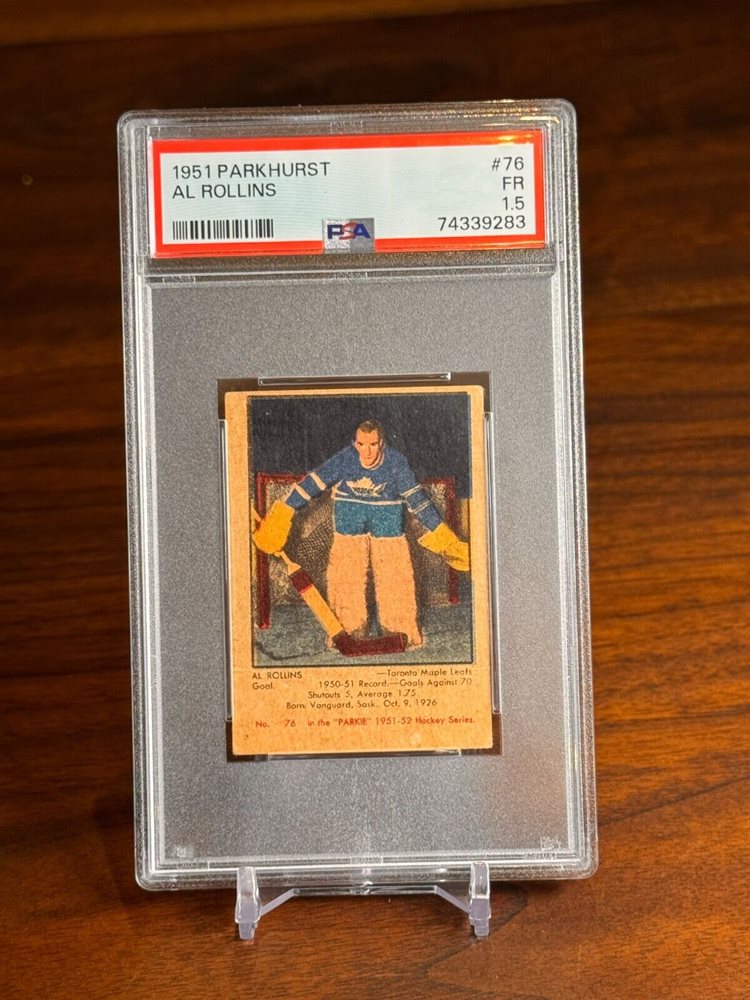 1951 PARKHURST #76
AL ROLLINS FR
1.5
PSA 74339283
AL ROLLINS —Toronto Maple Leafs
Goal. 1950-51 Record.—Goals Against 70
Shutouts 5, Average 1.75
Born: Vanguard, Sask., Oct. 9, 1926
No. 76 in the "PARKIE" 1951-52 Hockey Series.